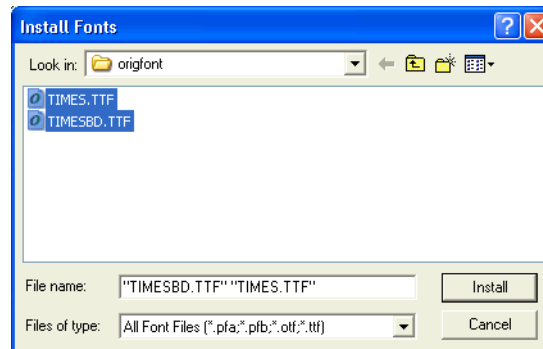 Install Fonts
Look in: origfont
TIMES.TTF
TIMESBD.TTF
File name: "TIMESBD.TTF" "TIMES.TTF" Install
Files of type: All Font Files (*.pfa;*.pfb;*.otf;*.ttf) Cancel